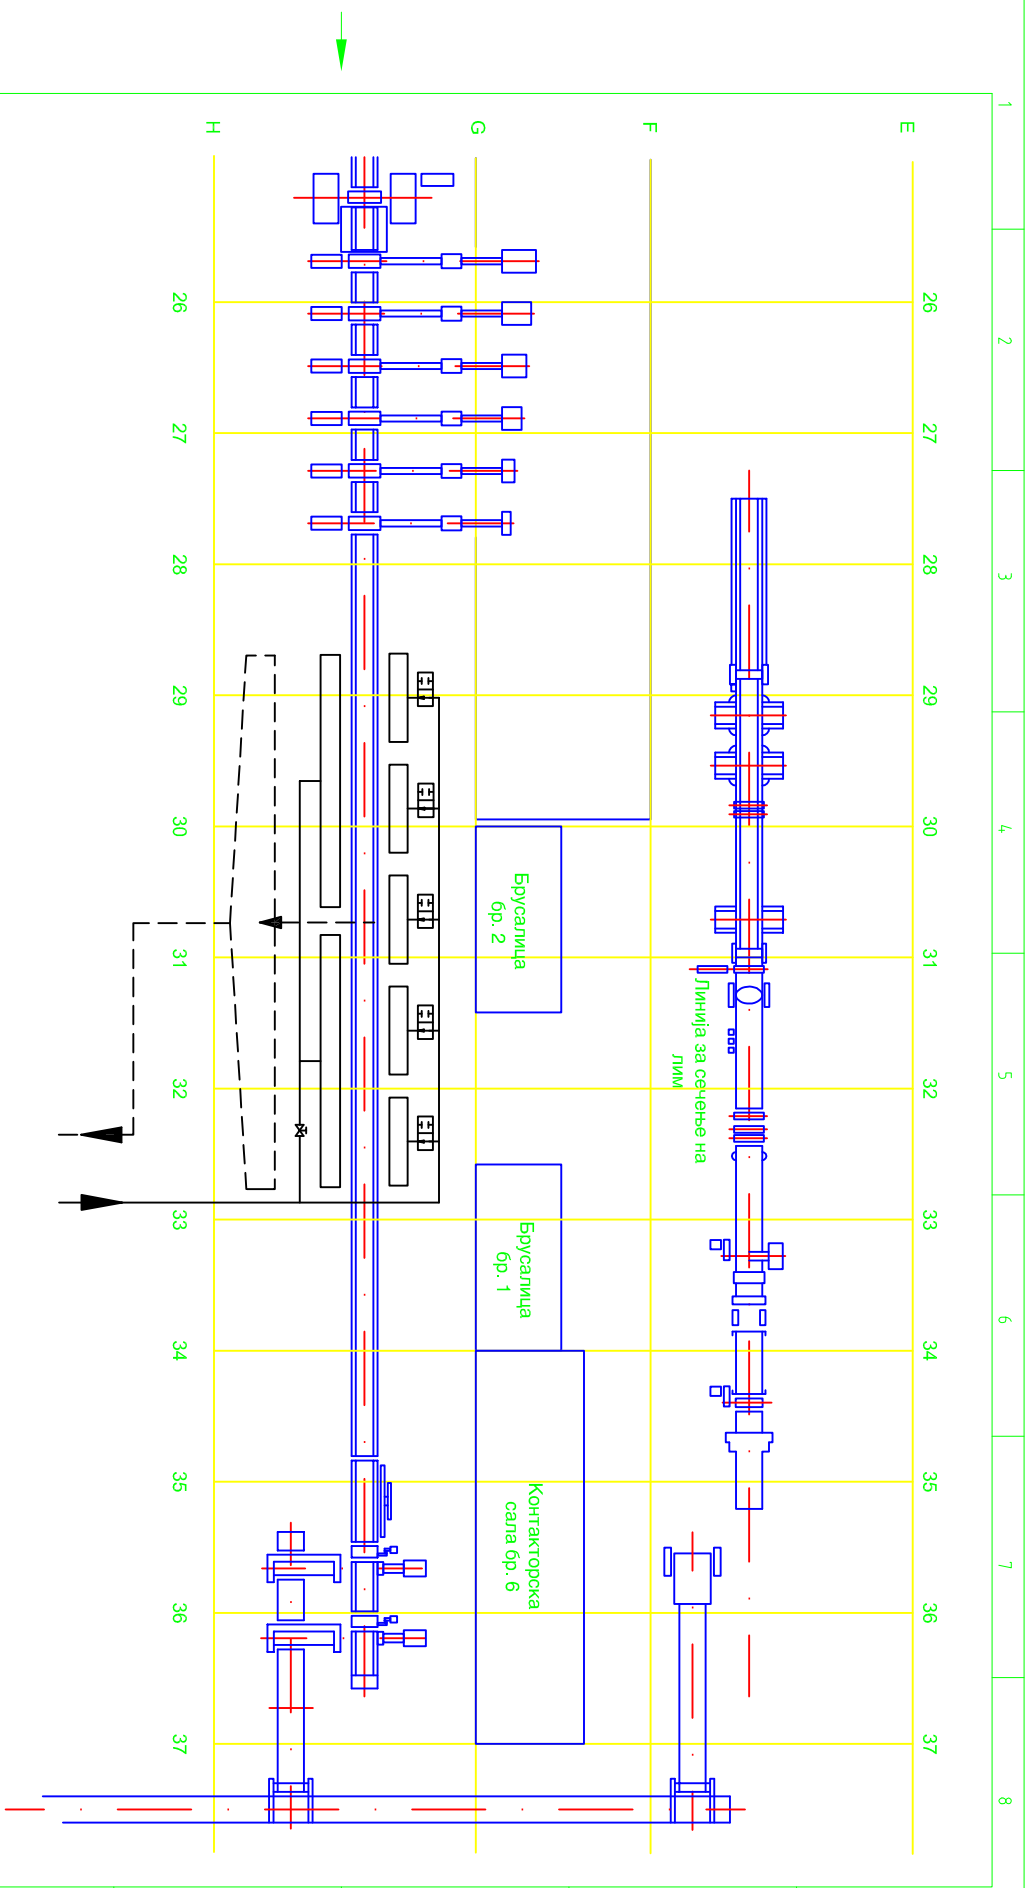 1
2
3
4
5
6
7
8
E
F
G
H
26
27
28
29
30
31
32
33
34
35
36
37
26
27
28
29
30
31
32
33
34
35
36
37
Линија за сечење на
лим
Брусалица
бр. 2
Брусалица
бр. 1
Контакторска
сала бр. 6